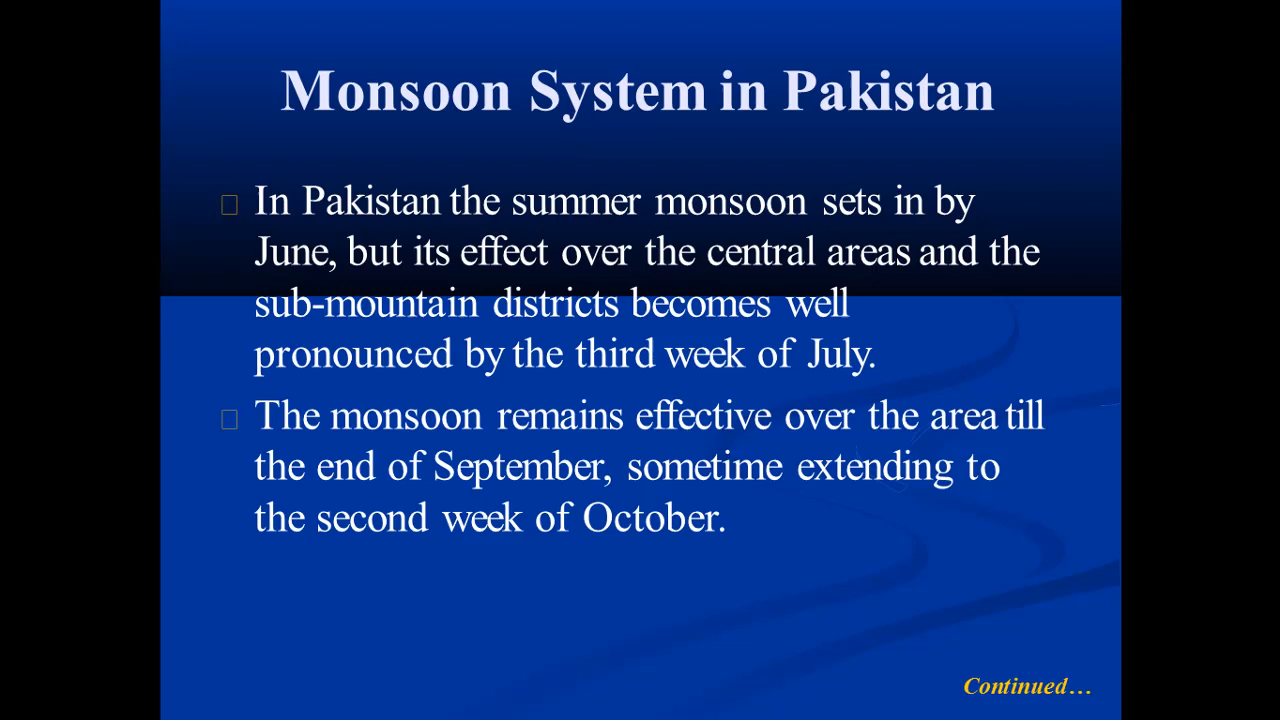 Monsoon System in Pakistan
In Pakistan the summer monsoon sets in by
June, but its effect over the central areas and the
sub-mountain districts becomes well
pronounced by the third week of July.
The monsoon remains effective over the area till
the end of September, sometime extending to
the second week of October.
Continued…